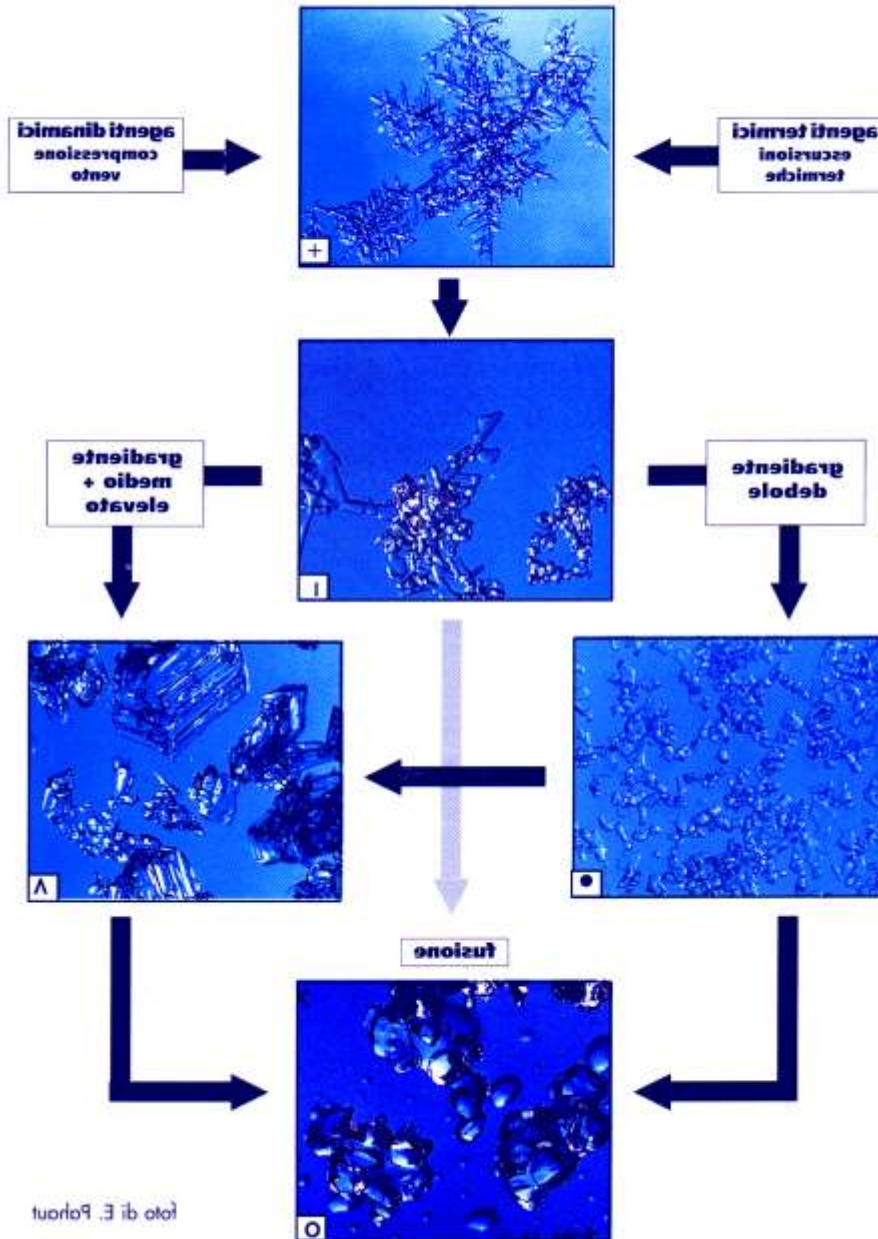 agenti termici
escursioni
termiche
agenti dinamici
compressione
vento
+
gradiente
debole
gradiente
medio +
elevato
I
•
Λ
fusione
O
foto di E. Pahaut